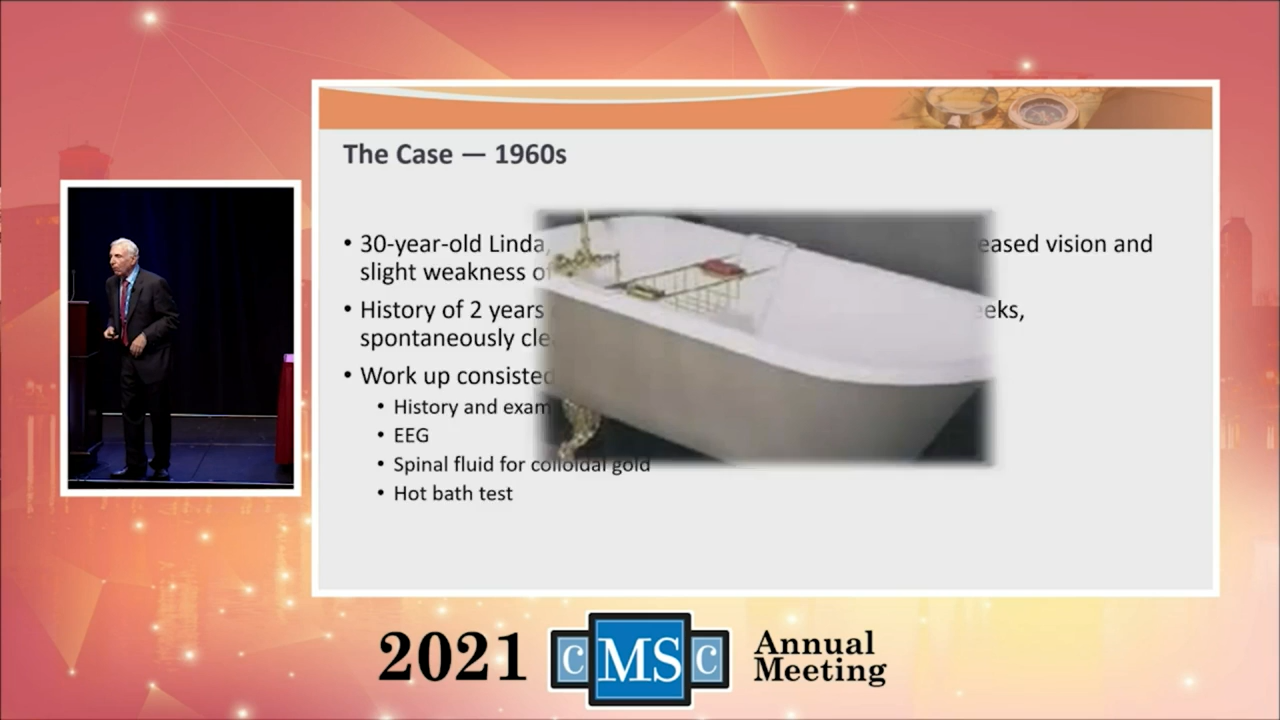 The Case — 1960s
• 30-year-old Linda, eased vision and
slight weakness
• History of 2 years eeks,
spontaneously
• Work up consisted
• History and exam
• EEG
• Spinal fluid for colloidal gold
• Hot bath test
2021 CMSC Annual
Meeting